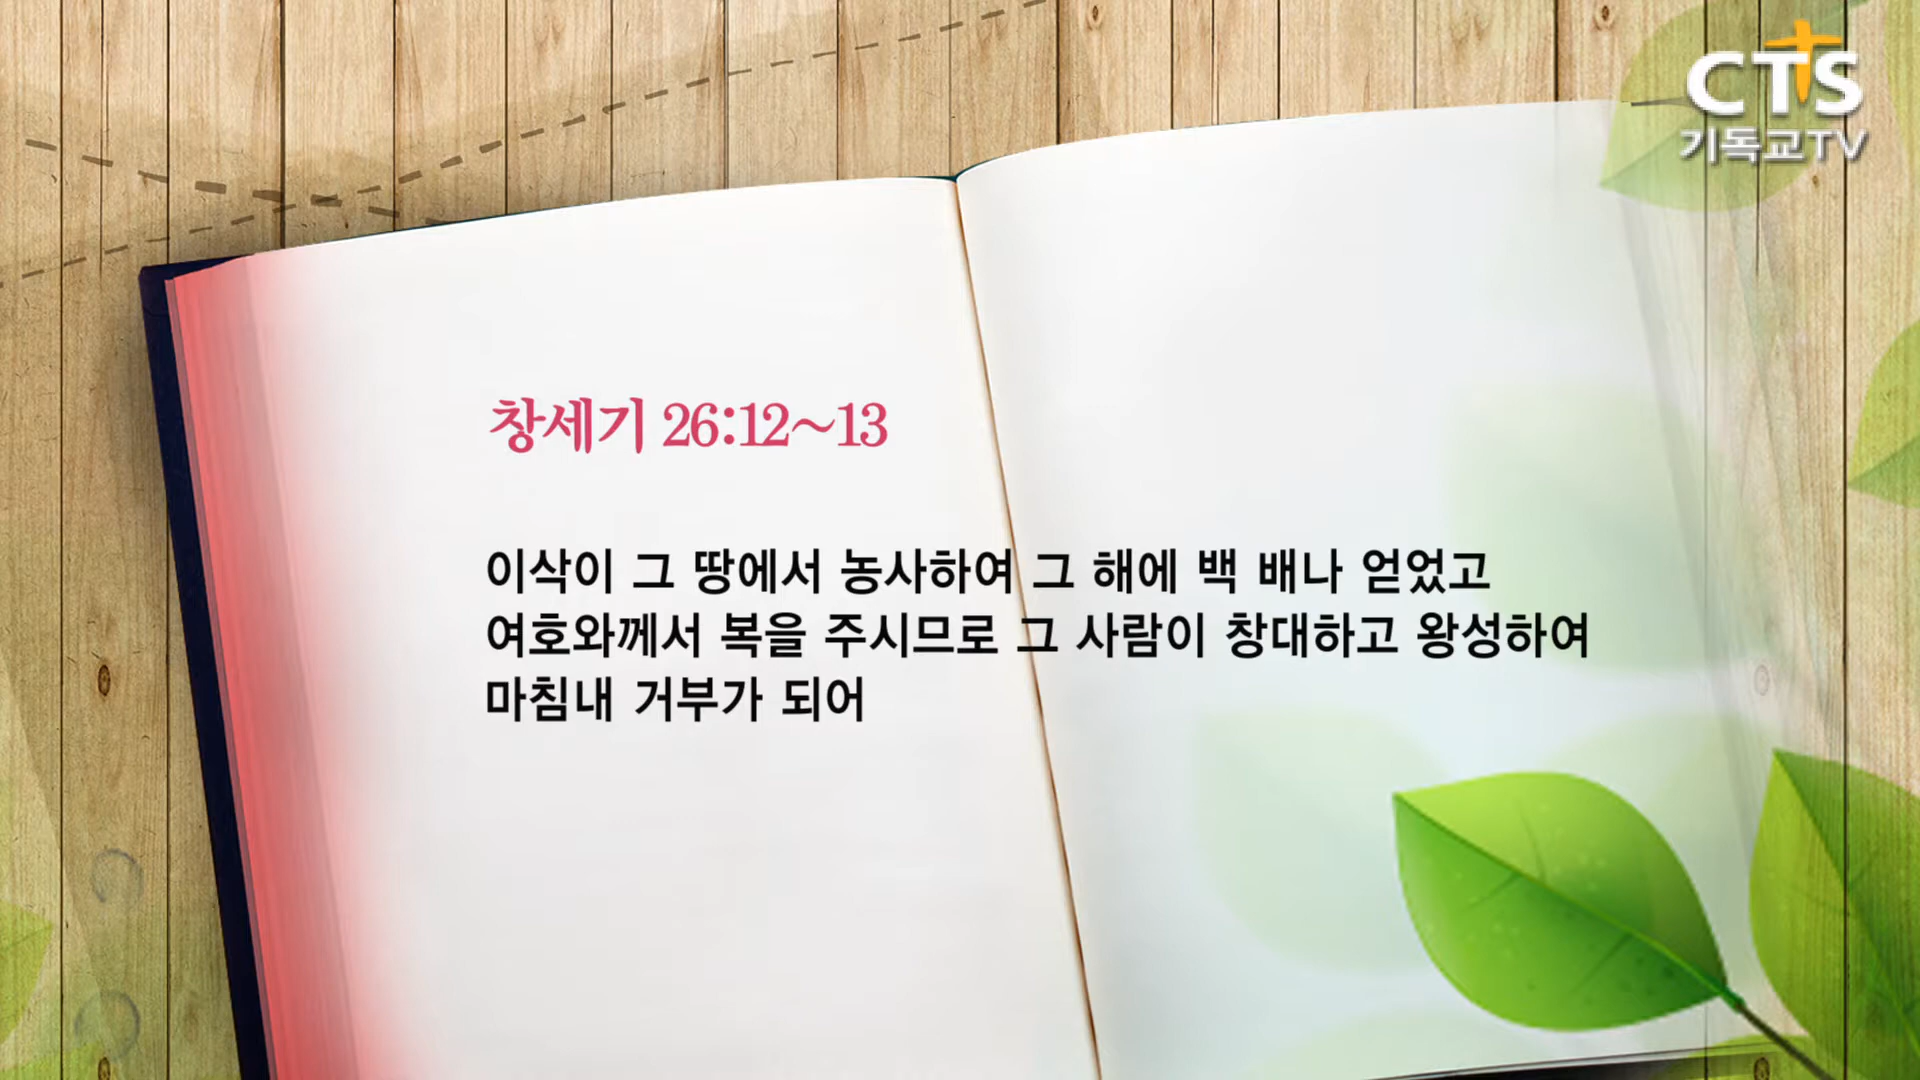 CTS
기독교TV
창세기 26:12~13
이삭이 그 땅에서 농사하여 그 해에 백 배나 얻었고
여호와께서 복을 주시므로 그 사람이 창대하고 왕성하여
마침내 거부가 되어